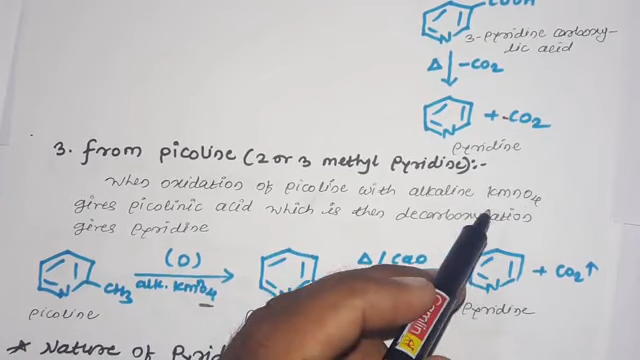 COOH
N
3-pyridine carboxy-
lic acid
Δ -CO2
N + -CO2
pyridine
3. from picoline (2 or 3 methyl pyridine):-
when oxidation of picoline with alkaline kmno4
gives picolinic acid which is then decarboxylation
gives pyridine
N CH3 (O) alk. KmnO4 N Δ/CaO N + CO2↑
picoline pyridine
* Nature of Pyrid